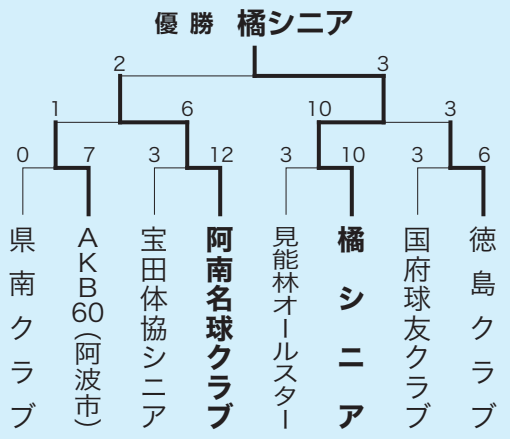 優勝 橘シニア
2 3
1 6 10 3
0 7 3 12 3 10 3 6
県南クラブ
AKB60(阿波市)
宝田体協シニア
阿南名球クラブ
見能林オールスター
橘シニア
国府球友クラブ
徳島クラブ